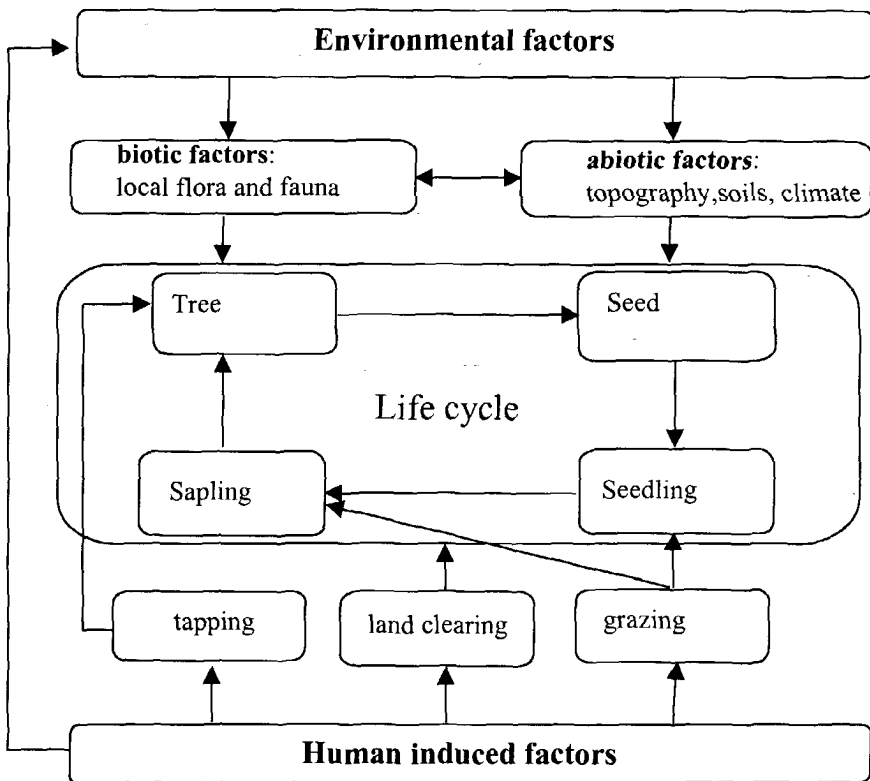 Environmental factors
biotic factors:
local flora and fauna
abiotic factors:
topography,soils, climate
Tree
Seed
Life cycle
Sapling
Seedling
tapping
land clearing
grazing
Human induced factors